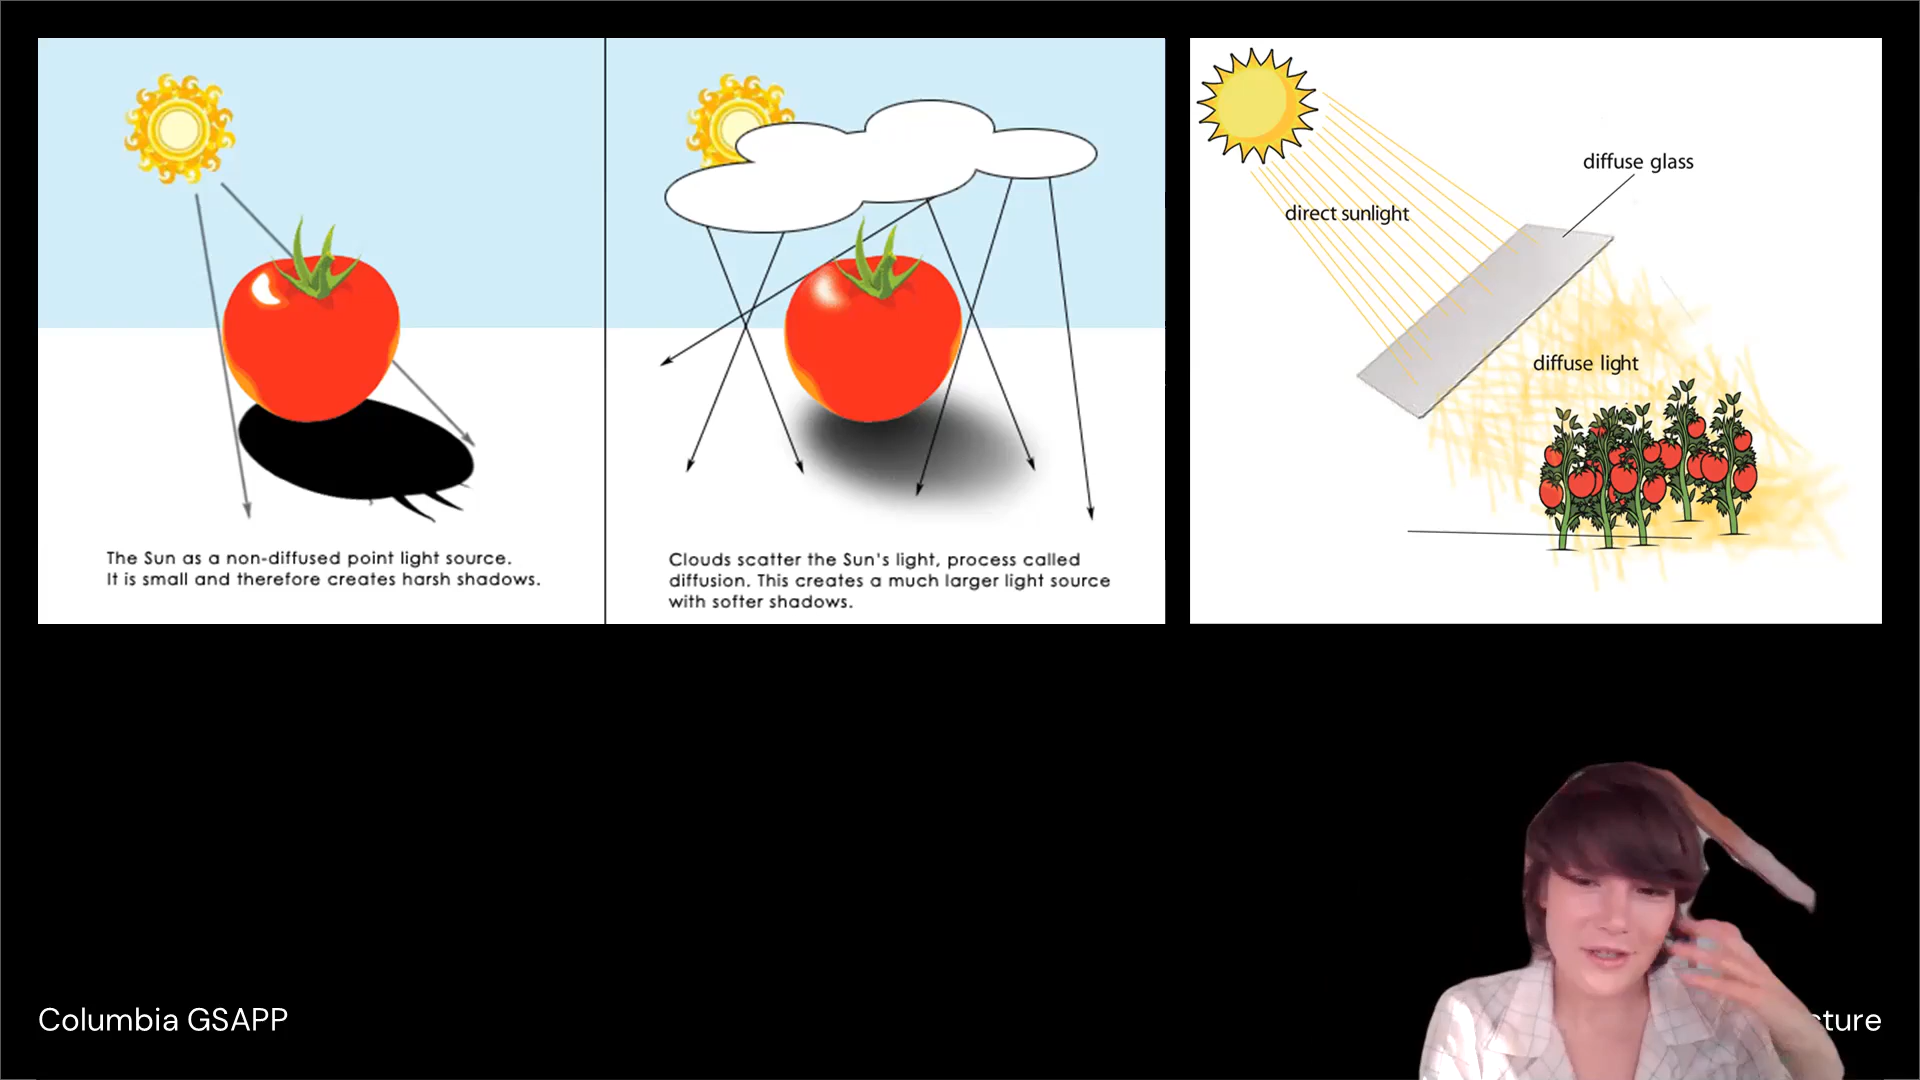 The Sun as a non-diffused point light source.
It is small and therefore creates harsh shadows.
Clouds scatter the Sun's light, process called
diffusion. This creates a much larger light source
with softer shadows.
diffuse glass
direct sunlight
diffuse light
Columbia GSAPP